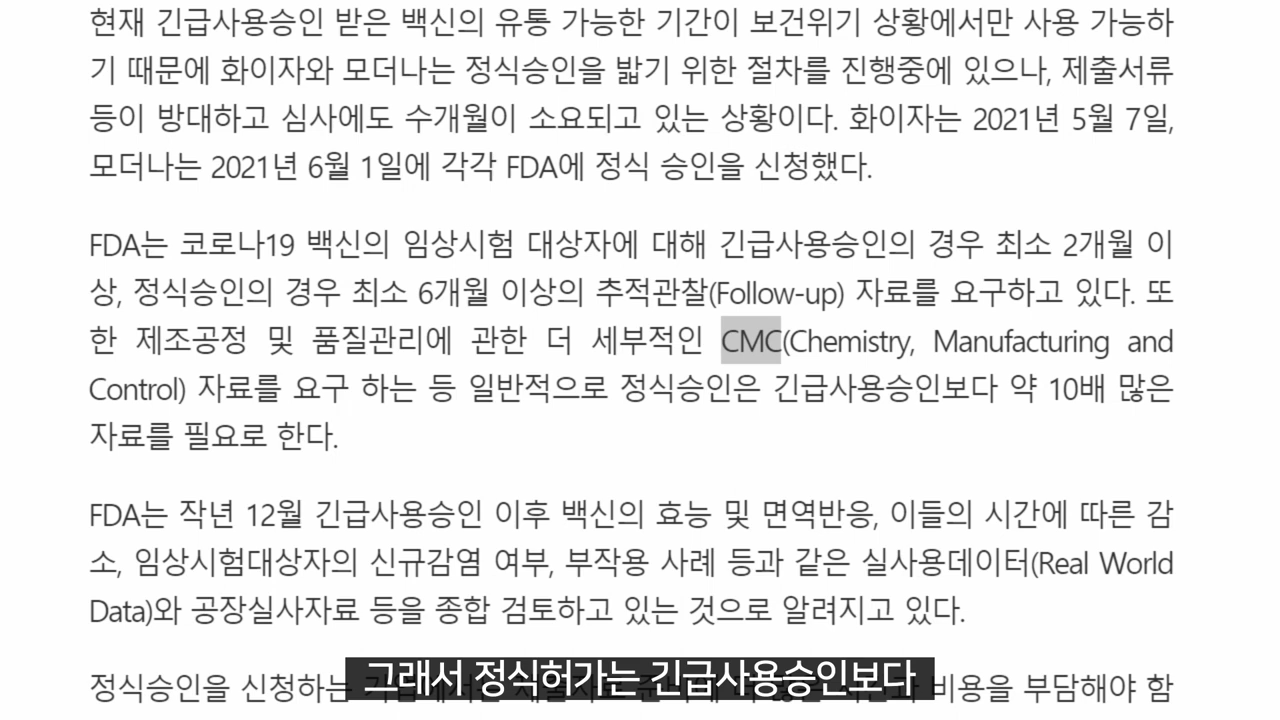 현재 긴급사용승인 받은 백신의 유통 가능한 기간이 보건위기 상황에서만 사용 가능하
기 때문에 화이자와 모더나는 정식승인을 밟기 위한 절차를 진행중에 있으나, 제출서류
등이 방대하고 심사에도 수개월이 소요되고 있는 상황이다. 화이자는 2021년 5월 7일,
모더나는 2021년 6월 1일에 각각 FDA에 정식 승인을 신청했다.
FDA는 코로나19 백신의 임상시험 대상자에 대해 긴급사용승인의 경우 최소 2개월 이
상, 정식승인의 경우 최소 6개월 이상의 추적관찰(Follow-up) 자료를 요구하고 있다. 또
한 제조공정 및 품질관리에 관한 더 세부적인 CMC(Chemistry, Manufacturing and
Control) 자료를 요구 하는 등 일반적으로 정식승인은 긴급사용승인보다 약 10배 많은
자료를 필요로 한다.
FDA는 작년 12월 긴급사용승인 이후 백신의 효능 및 면역반응, 이들의 시간에 따른 감
소, 임상시험대상자의 신규감염 여부, 부작용 사례 등과 같은 실사용데이터(Real World
Data)와 공장실사자료 등을 종합 검토하고 있는 것으로 알려지고 있다.
정식승인을 신청하는 비용을 부담해야 함
그래서 정식허가는 긴급사용승인보다